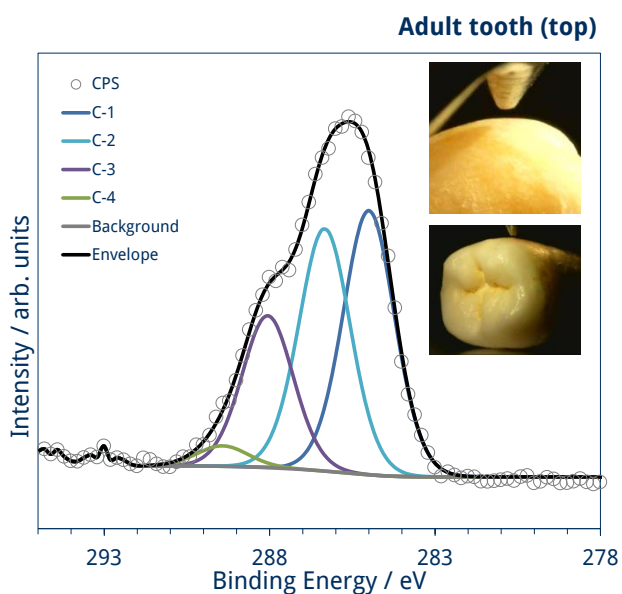 Adult tooth (top)
CPS
C-1
C-2
C-3
C-4
Background
Envelope
Intensity / arb. units
293
288
283
278
Binding Energy / eV